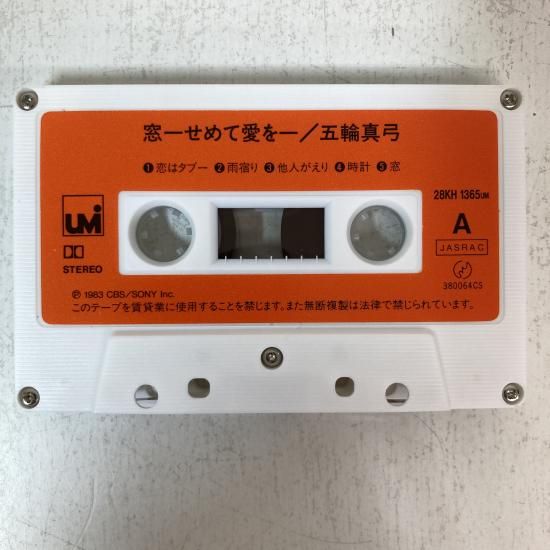 窓—せめて愛を—／五輪真弓
❶恋はタブー ❷雨宿り ❸他人がえり ❹時計 ❺窓
28KH 1365UM
UMI
A
JASRAC
STEREO
380064CS
Ⓟ 1983 CBS/SONY Inc.
このテープを賃貸業に使用することを禁じます。また無断複製は法律で禁じられています。